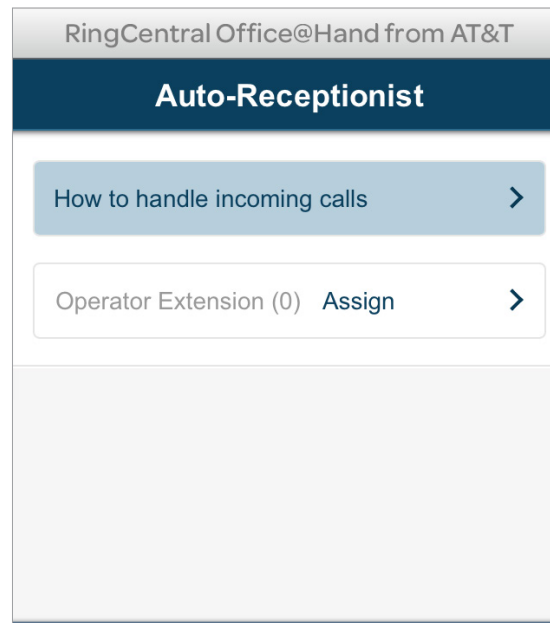 RingCentral Office@Hand from AT&T
Auto-Receptionist
How to handle incoming calls
Operator Extension (0) Assign